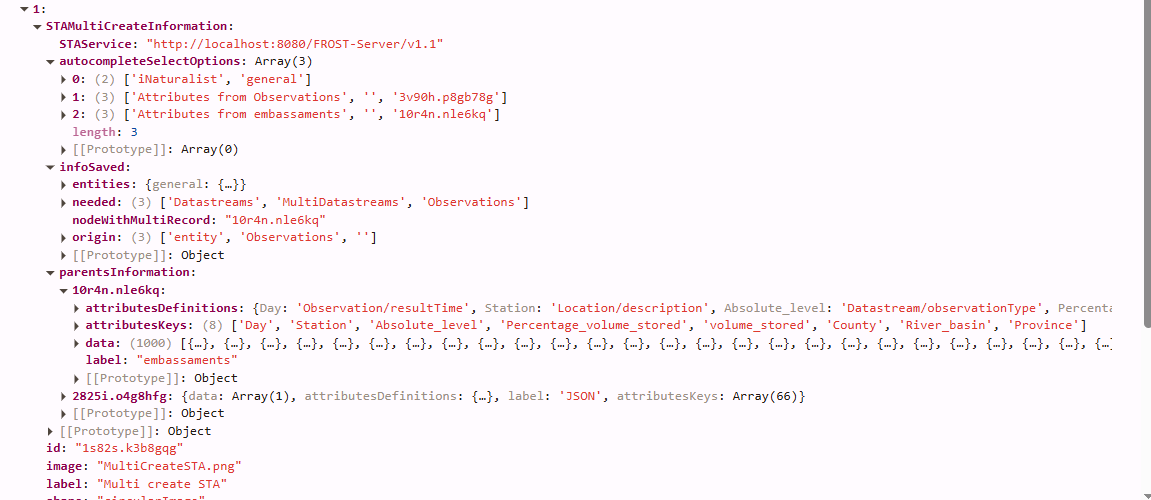 1:
STAMultiCreateInformation:
STAService: "http://localhost:8080/FROST-Server/v1.1"
autocompleteSelectOptions: Array(3)
0: (2) ['iNaturalist', 'general']
1: (3) ['Attributes from Observations', '', '3v90h.p8gb78g']
2: (3) ['Attributes from embassaments', '', '10r4n.nle6kq']
length: 3
[[Prototype]]: Array(0)
infoSaved:
entities: {general: {…}}
needed: (3) ['Datastreams', 'MultiDatastreams', 'Observations']
nodeWithMultiRecord: "10r4n.nle6kq"
origin: (3) ['entity', 'Observations', '']
[[Prototype]]: Object
parentsInformation:
10r4n.nle6kq:
attributesDefinitions: {Day: 'Observation/resultTime', Station: 'Location/description', Absolute_level: 'Datastream/observationType', Percenta
attributesKeys: (8) ['Day', 'Station', 'Absolute_level', 'Percentage_volume_stored', 'volume_stored', 'County', 'River_basin', 'Province']
data: (1000) [{…}, {…}, {…}, {…}, {…}, {…}, {…}, {…}, {…}, {…}, {…}, {…}, {…}, {…}, {…}, {…}, {…}, {…}, {…}, {…}, {…}, {…}, {…}, {…}, {…}, {…
label: "embassaments"
[[Prototype]]: Object
2825i.o4g8hfg: {data: Array(1), attributesDefinitions: {…}, label: 'JSON', attributesKeys: Array(66)}
[[Prototype]]: Object
[[Prototype]]: Object
id: "1s82s.k3b8gqg"
image: "MultiCreateSTA.png"
label: "Multi create STA"
shape: "circularImage"